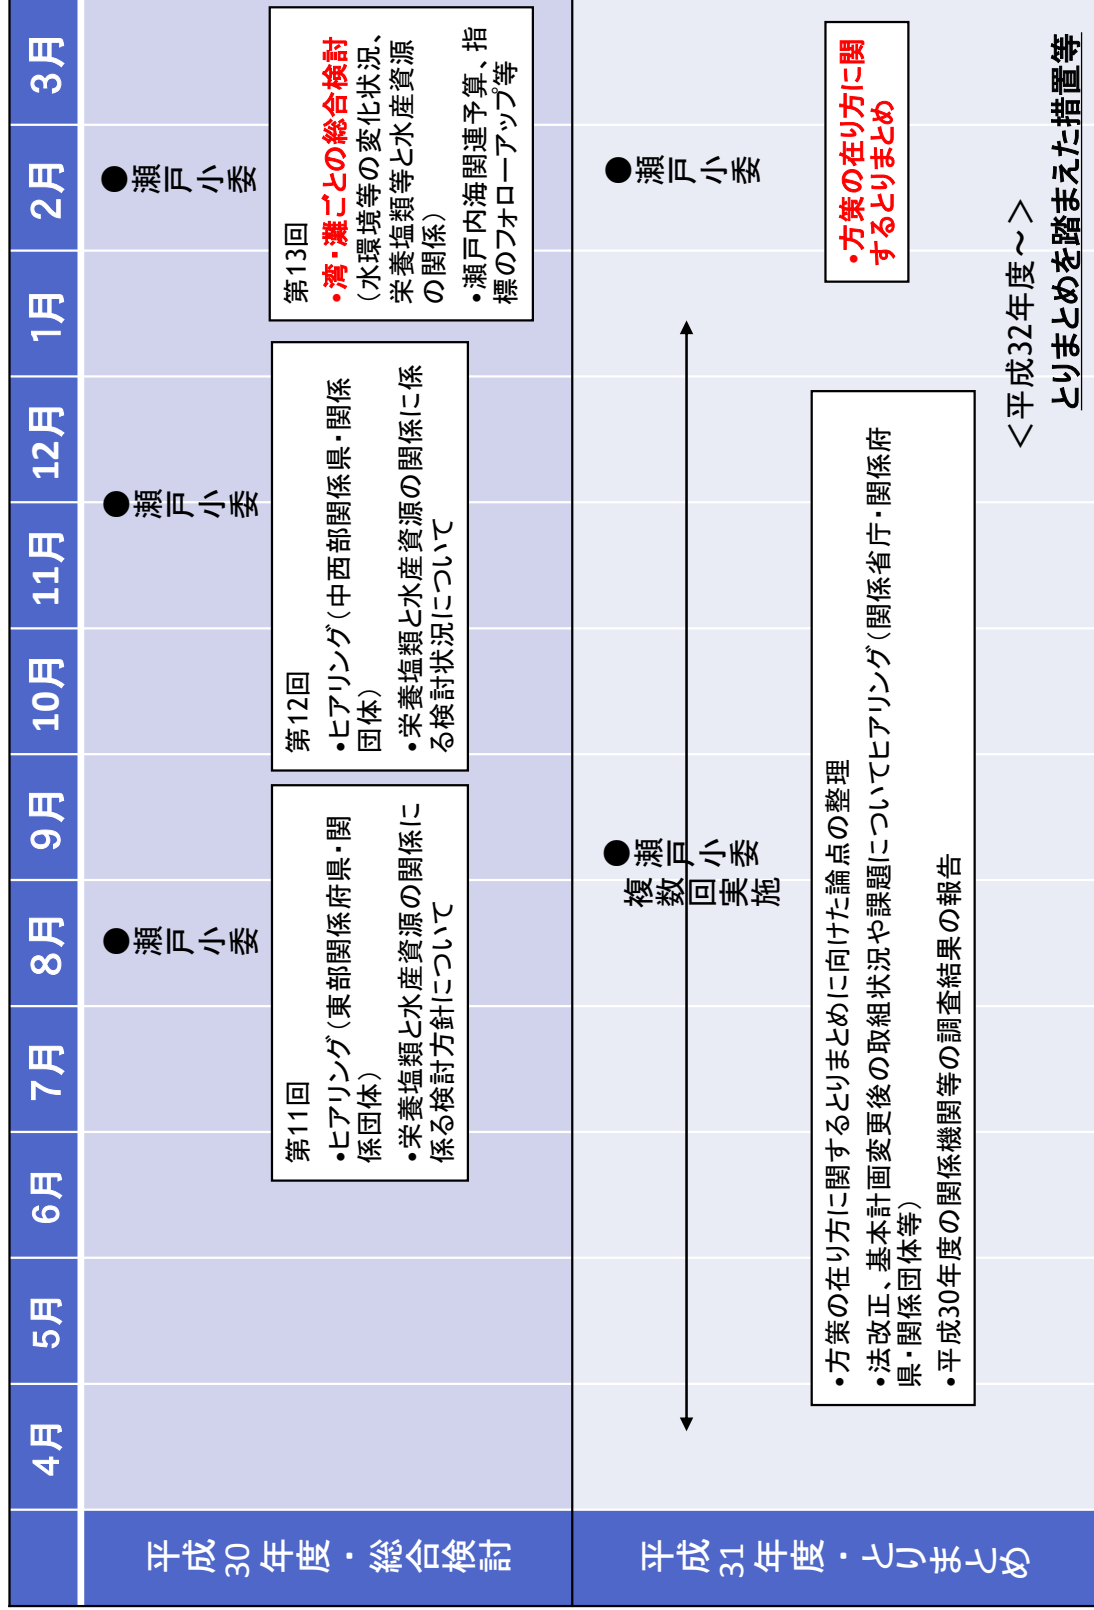 4月
5月
6月
7月
8月
9月
10月
11月
12月
1月
2月
3月
平成30年度・総合検討
●瀬戸小委
●瀬戸小委
●瀬戸小委
第11回
・ヒアリング（東部関係府県・関
係団体）
・栄養塩類と水産資源の関係に
係る検討方針について
第12回
・ヒアリング（中西部関係県・関係
団体）
・栄養塩類と水産資源の関係に係
る検討状況について
第13回
・湾・灘ごとの総合検討
（水環境等の変化状況、
栄養塩類等と水産資源
の関係）
・瀬戸内海関連予算、指
標のフォローアップ等
平成31年度・とりまとめ
●瀬戸小委
複数回実施
●瀬戸小委
・方策の在り方に関するとりまとめに向けた論点の整理
・法改正、基本計画変更後の取組状況や課題についてヒアリング（関係省庁・関係府
県・関係団体等）
・平成30年度の関係機関等の調査結果の報告
・方策の在り方に関
するとりまとめ
＜平成32年度～＞
とりまとめを踏まえた措置等